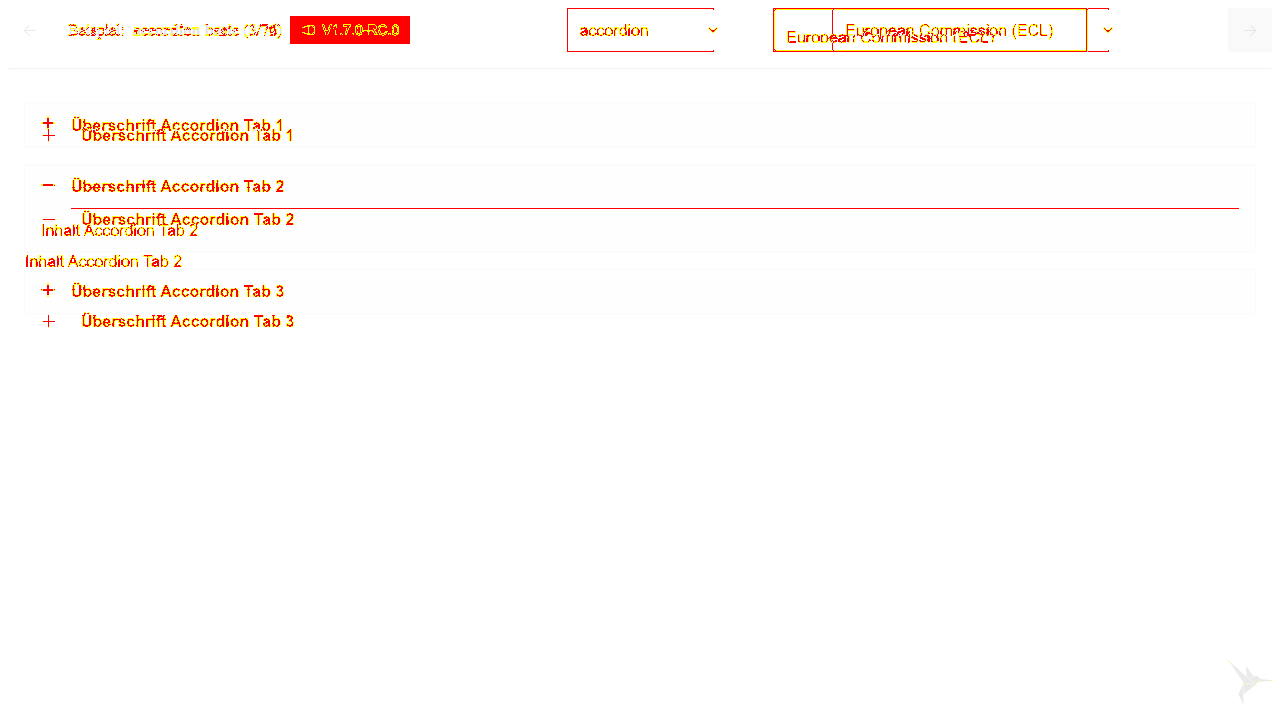 Beispiel: accordion basic (3/76) V1.7.0-RC.0
accordion
European Commission (ECL)
European Commission (ECL)
Überschrift Accordion Tab 1
Überschrift Accordion Tab 1
Überschrift Accordion Tab 2
Überschrift Accordion Tab 2
Inhalt Accordion Tab 2
Inhalt Accordion Tab 2
Überschrift Accordion Tab 3
Überschrift Accordion Tab 3